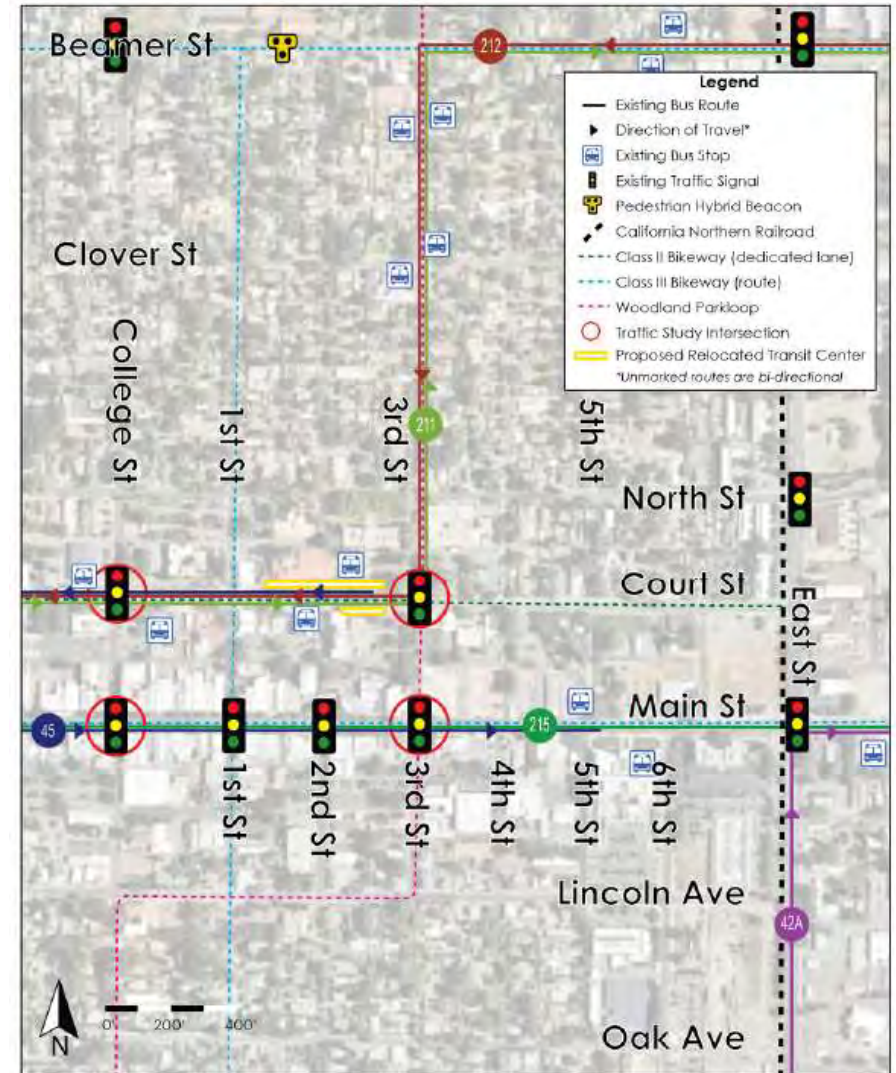 Beamer St
212
Legend
Existing Bus Route
Direction of Travel*
Existing Bus Stop
Existing Traffic Signal
Pedestrian Hybrid Beacon
California Northern Railroad
Class II Bikeway (dedicated lane)
Class III Bikeway (route)
Woodland Parkloop
Traffic Study Intersection
Proposed Relocated Transit Center
*Unmarked routes are bi-directional
Clover St
College St
1st St
3rd St
211
5th St
North St
Court St
East St
Main St
45
215
1st St
2nd St
3rd St
4th St
5th St
6th St
Lincoln Ave
42A
N
0' 200' 400'
Oak Ave